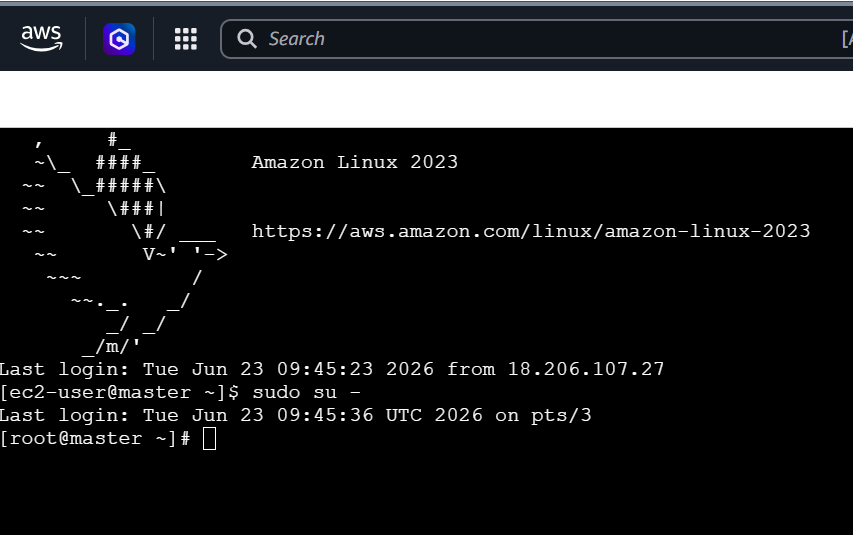 aws
Search
[A
   ,     #_
   ~\_  ####_        Amazon Linux 2023
  ~~  \_#####\
  ~~     \###|
  ~~       \#/ ___   https://aws.amazon.com/linux/amazon-linux-2023
   ~~       V~' '->
    ~~~         /
      ~~._.   _/
         _/ _/
       _/m/'
Last login: Tue Jun 23 09:45:23 2026 from 18.206.107.27
[ec2-user@master ~]$ sudo su -
Last login: Tue Jun 23 09:45:36 UTC 2026 on pts/3
[root@master ~]#